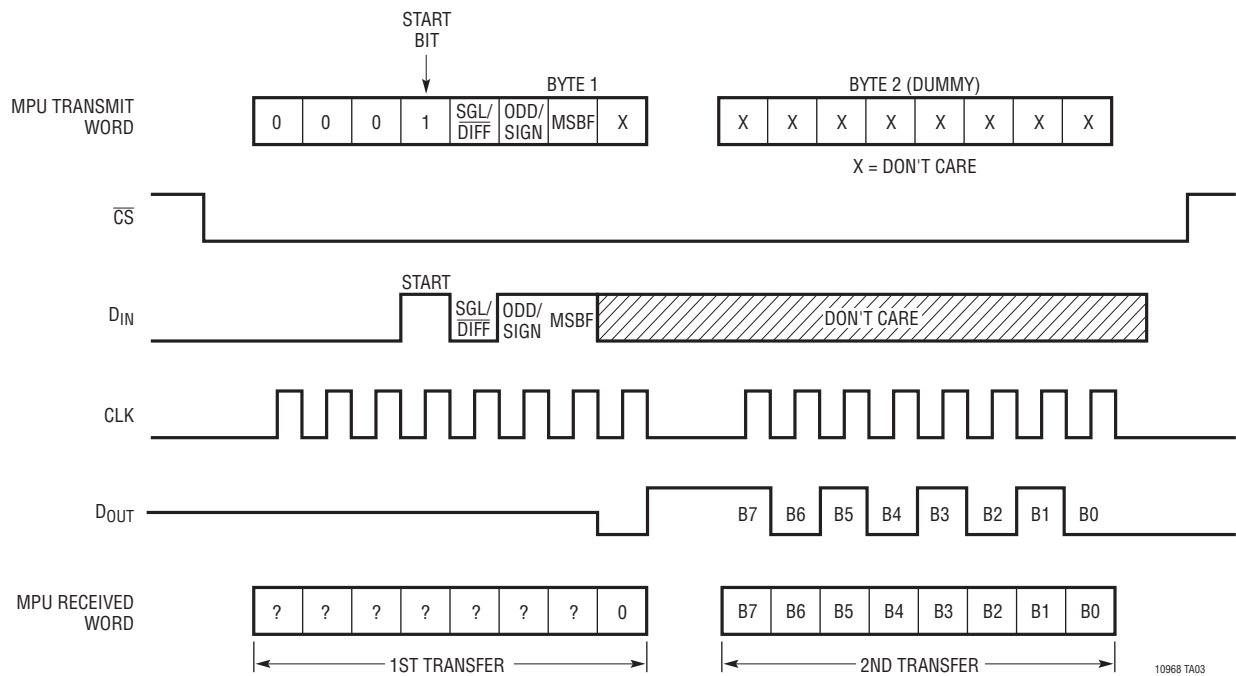 START
BIT
BYTE 1
BYTE 2 (DUMMY)
MPU TRANSMIT
WORD
0 0 0 1 SGL/DIFF ODD/SIGN MSBF X
X X X X X X X X
X = DON'T CARE
CS
START
DIN
SGL/DIFF ODD/SIGN MSBF
DON'T CARE
CLK
DOUT
B7 B6 B5 B4 B3 B2 B1 B0
MPU RECEIVED
WORD
? ? ? ? ? ? ? 0
B7 B6 B5 B4 B3 B2 B1 B0
1ST TRANSFER
2ND TRANSFER
10968 TA03